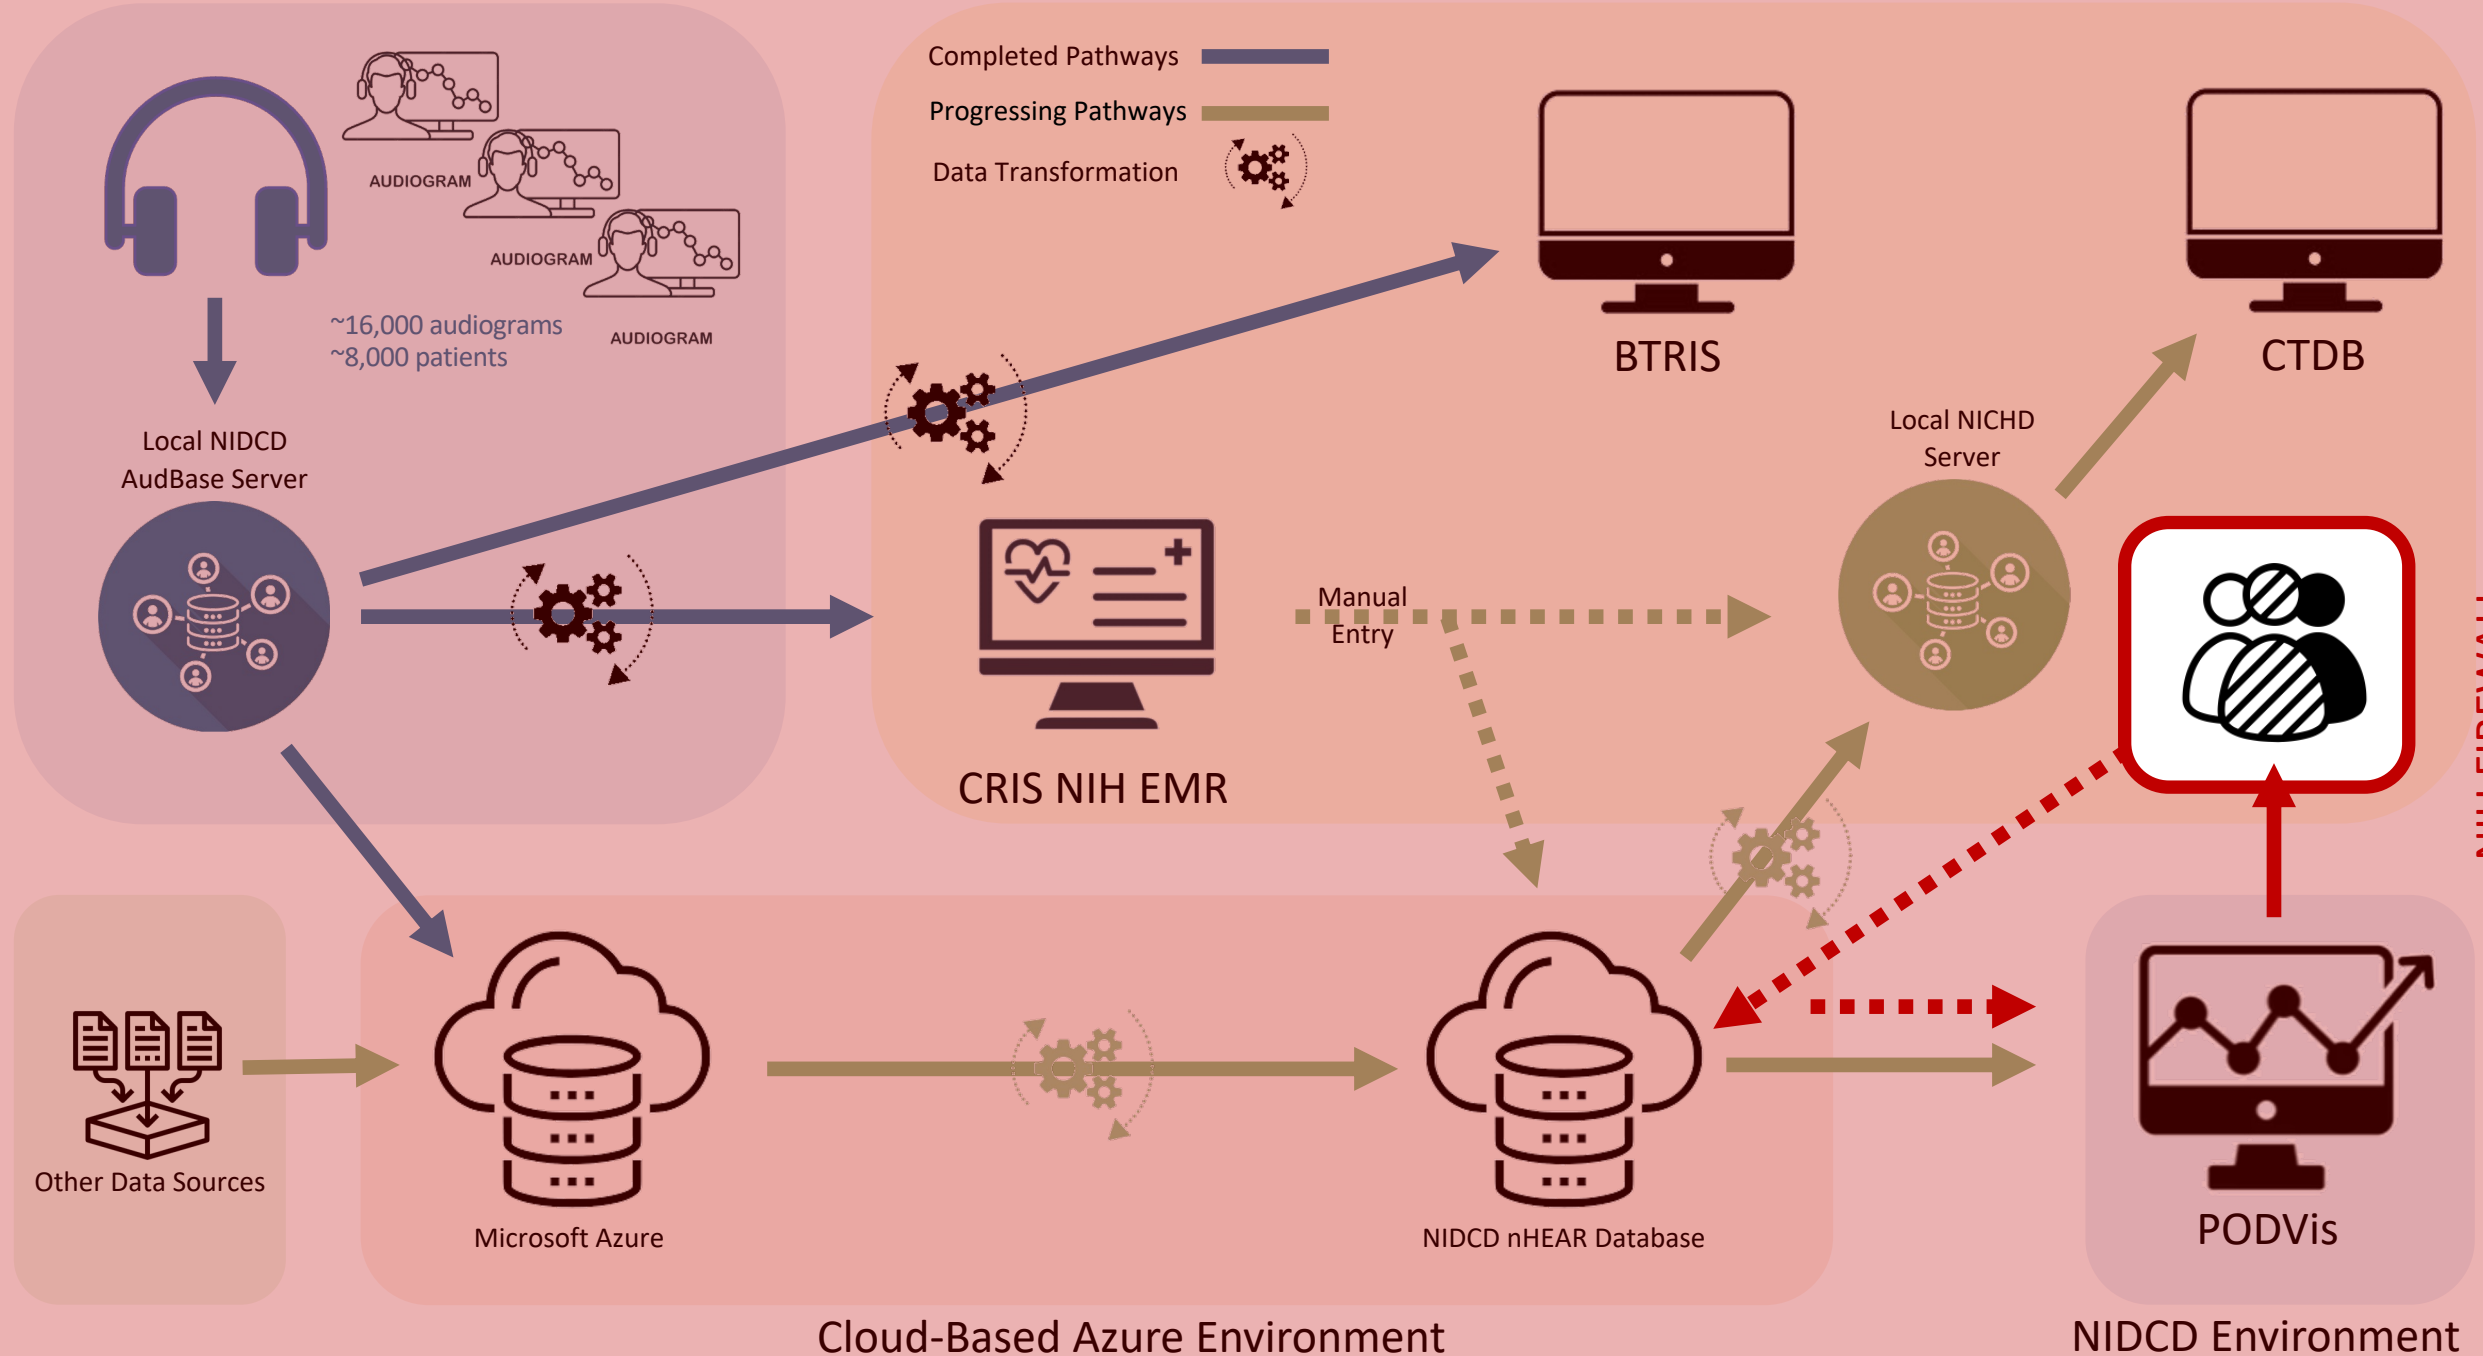 Completed Pathways
Progressing Pathways
Data Transformation
AUDIOGRAM
AUDIOGRAM
AUDIOGRAM
~16,000 audiograms
~8,000 patients
BTRIS
CTDB
Local NIDCD
AudBase Server
Local NICHD
Server
Manual
Entry
CRIS NIH EMR
Other Data Sources
Microsoft Azure
NIDCD nHEAR Database
PODVis
Cloud-Based Azure Environment
NIDCD Environment